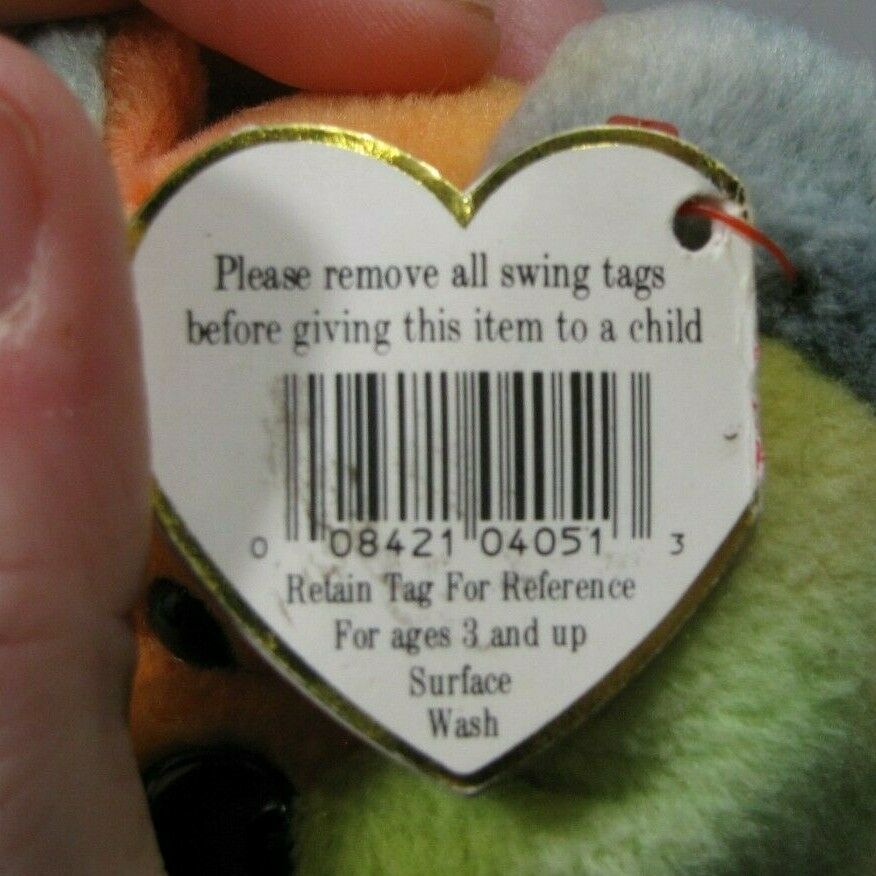 Please remove all swing tags
before giving this item to a child
0 08421 04051 3
Retain Tag For Reference
For ages 3 and up
Surface
Wash